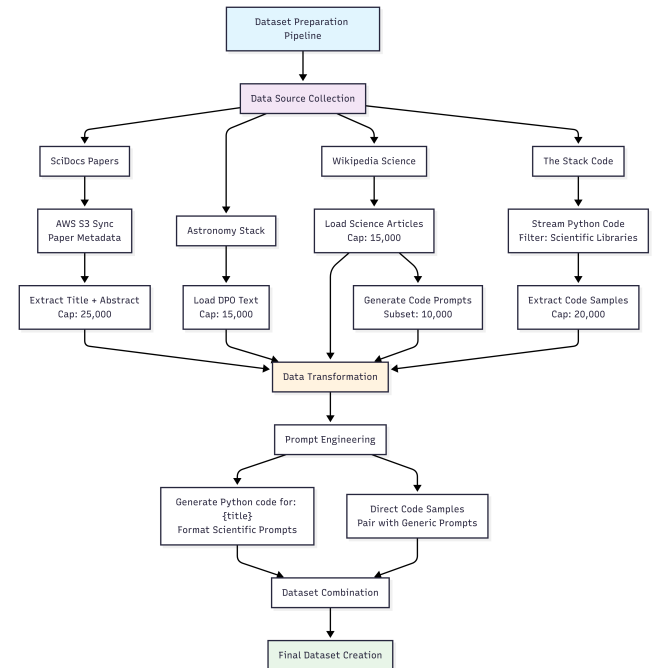 Dataset Preparation
Pipeline
Data Source Collection
SciDocs Papers
Wikipedia Science
The Stack Code
AWS S3 Sync
Paper Metadata
Astronomy Stack
Load Science Articles
Cap: 15,000
Stream Python Code
Filter: Scientific Libraries
Extract Title + Abstract
Cap: 25,000
Load DPO Text
Cap: 15,000
Generate Code Prompts
Subset: 10,000
Extract Code Samples
Cap: 20,000
Data Transformation
Prompt Engineering
Generate Python code for:
{title}
Format Scientific Prompts
Direct Code Samples
Pair with Generic Prompts
Dataset Combination
Final Dataset Creation